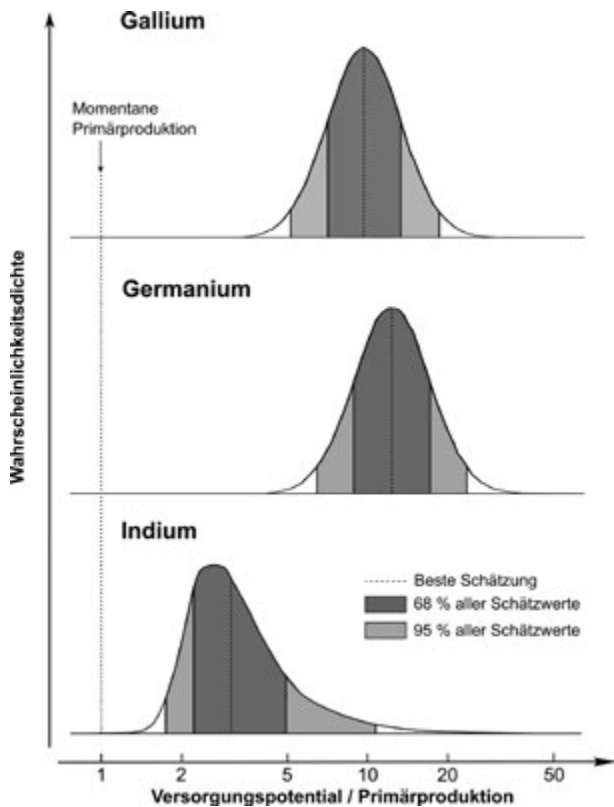 Gallium
Momentane
Primärproduktion
Germanium
Indium
Beste Schätzung
68 % aller Schätzwerte
95 % aller Schätzwerte
Wahrscheinlichkeitsdichte
1 2 5 10 20 50
Versorgungspotential / Primärproduktion